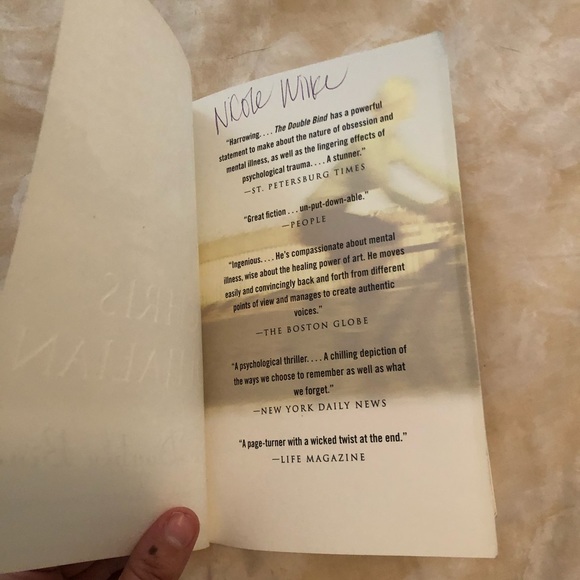 Nicole Wilke
"Harrowing. . . . The Double Bind has a powerful
statement to make about the nature of obsession and
mental illness, as well as the lingering effects of
psychological trauma. . . . A stunner."
—ST. PETERSBURG TIMES
"Great fiction . . . un-put-down-able."
—PEOPLE
"Ingenious. . . . He's compassionate about mental
illness, wise about the healing power of art. He moves
easily and convincingly back and forth from different
points of view and manages to create authentic
voices."
—THE BOSTON GLOBE
"A psychological thriller. . . . A chilling depiction of
the ways we choose to remember as well as what
we forget."
—NEW YORK DAILY NEWS
"A page-turner with a wicked twist at the end."
—LIFE MAGAZINE